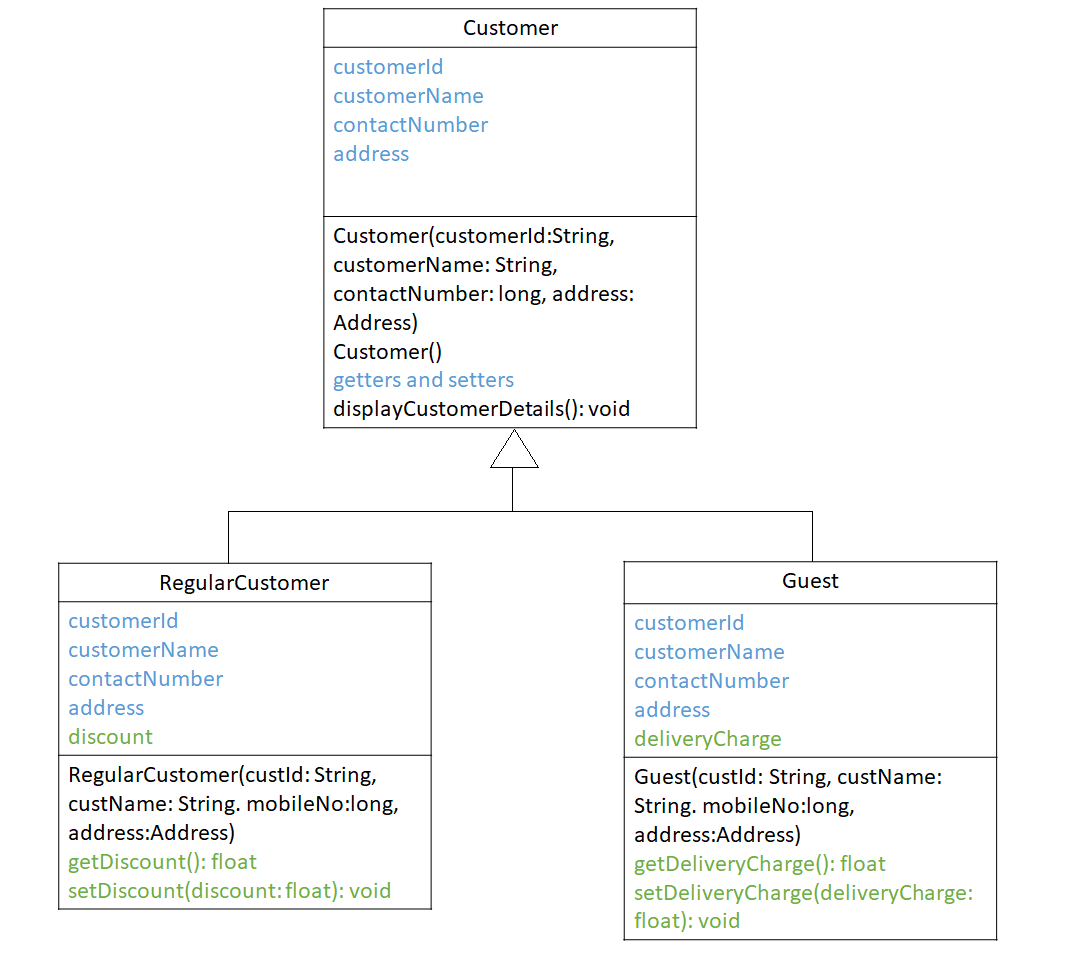 Customer
customerId
customerName
contactNumber
address
Customer(customerId:String,
customerName: String,
contactNumber: long, address:
Address)
Customer()
getters and setters
displayCustomerDetails(): void
RegularCustomer
customerId
customerName
contactNumber
address
discount
RegularCustomer(custId: String,
custName: String. mobileNo:long,
address:Address)
getDiscount(): float
setDiscount(discount: float): void
Guest
customerId
customerName
contactNumber
address
deliveryCharge
Guest(custId: String, custName:
String. mobileNo:long,
address:Address)
getDeliveryCharge(): float
setDeliveryCharge(deliveryCharge:
float): void